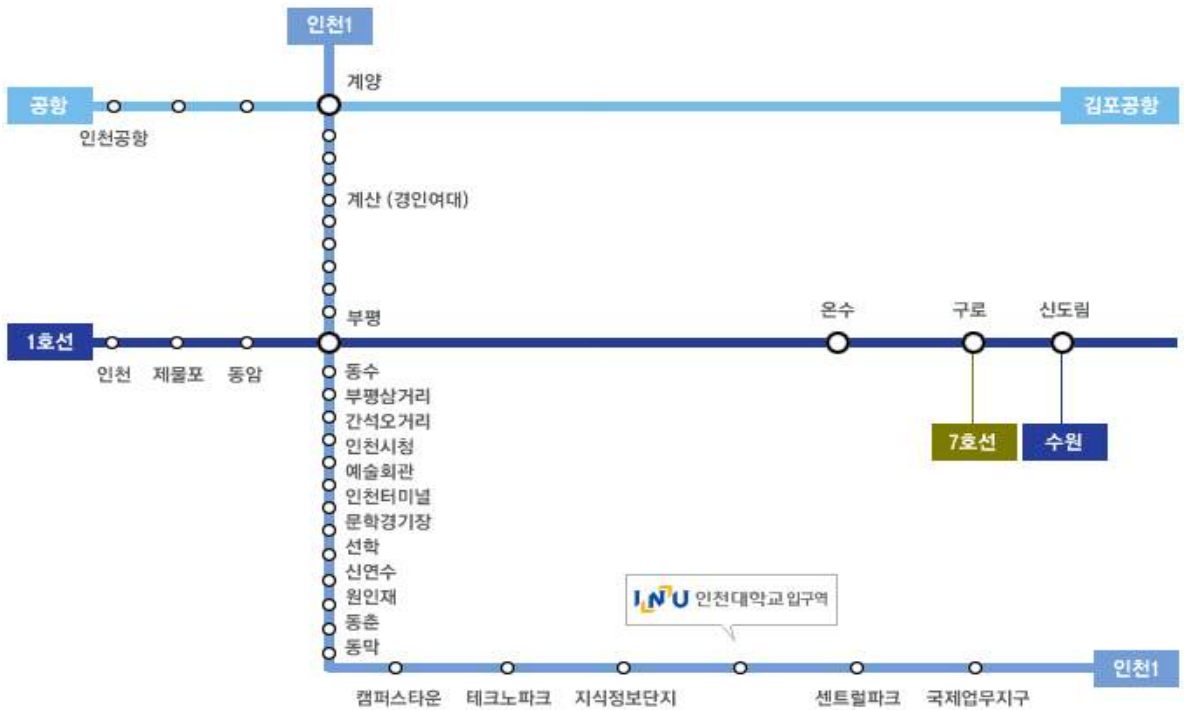 인천1
계양
공항
김포공항
인천공항
계산 (경인여대)
부평
온수
구로
신도림
1호선
인천
제물포
동암
동수
부평삼거리
간석오거리
인천시청
예술회관
인천터미널
문학경기장
선학
신연수
원인재
동춘
동막
7호선
수원
INU 인천대학교입구역
인천1
캠퍼스타운
테크노파크
지식정보단지
센트럴파크
국제업무지구